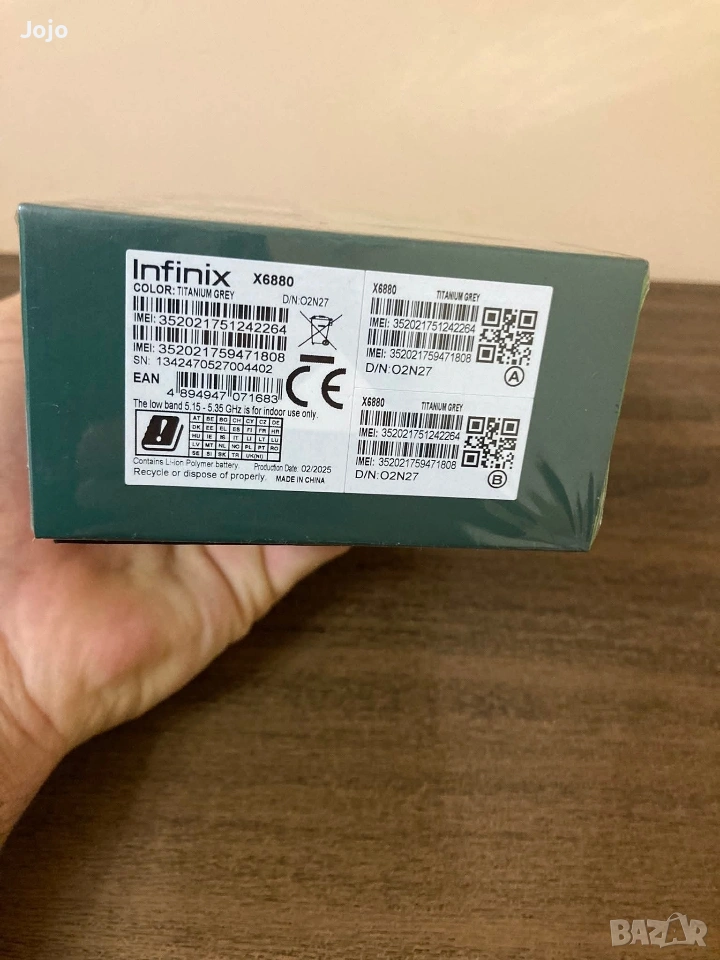 Jojo
Infinix X6880
COLOR: TITANIUM GREY D/N:O2N27
IMEI: 352021751242264
IMEI: 352021759471808
SN: 1342470527004402
EAN
4 894947 071683
The low band 5.15 - 5.35 GHz is for indoor use only.
AT BE BG CH CY CZ DE
DK EE EL ES FI FR HR
HU IE IS IT LI LT LU
LV MT NL NO PL PT RO
SE SI SK TR UK(NI)
Contains Li-ion Polymer battery. Production Date: 02/2025
Recycle or dispose of properly. MADE IN CHINA
CE
X6880 TITANIUM GREY
IMEI: 352021751242264
IMEI: 352021759471808
D/N:O2N27 A
X6880 TITANIUM GREY
IMEI: 352021751242264
IMEI: 352021759471808
D/N:O2N27 B
BAZAR